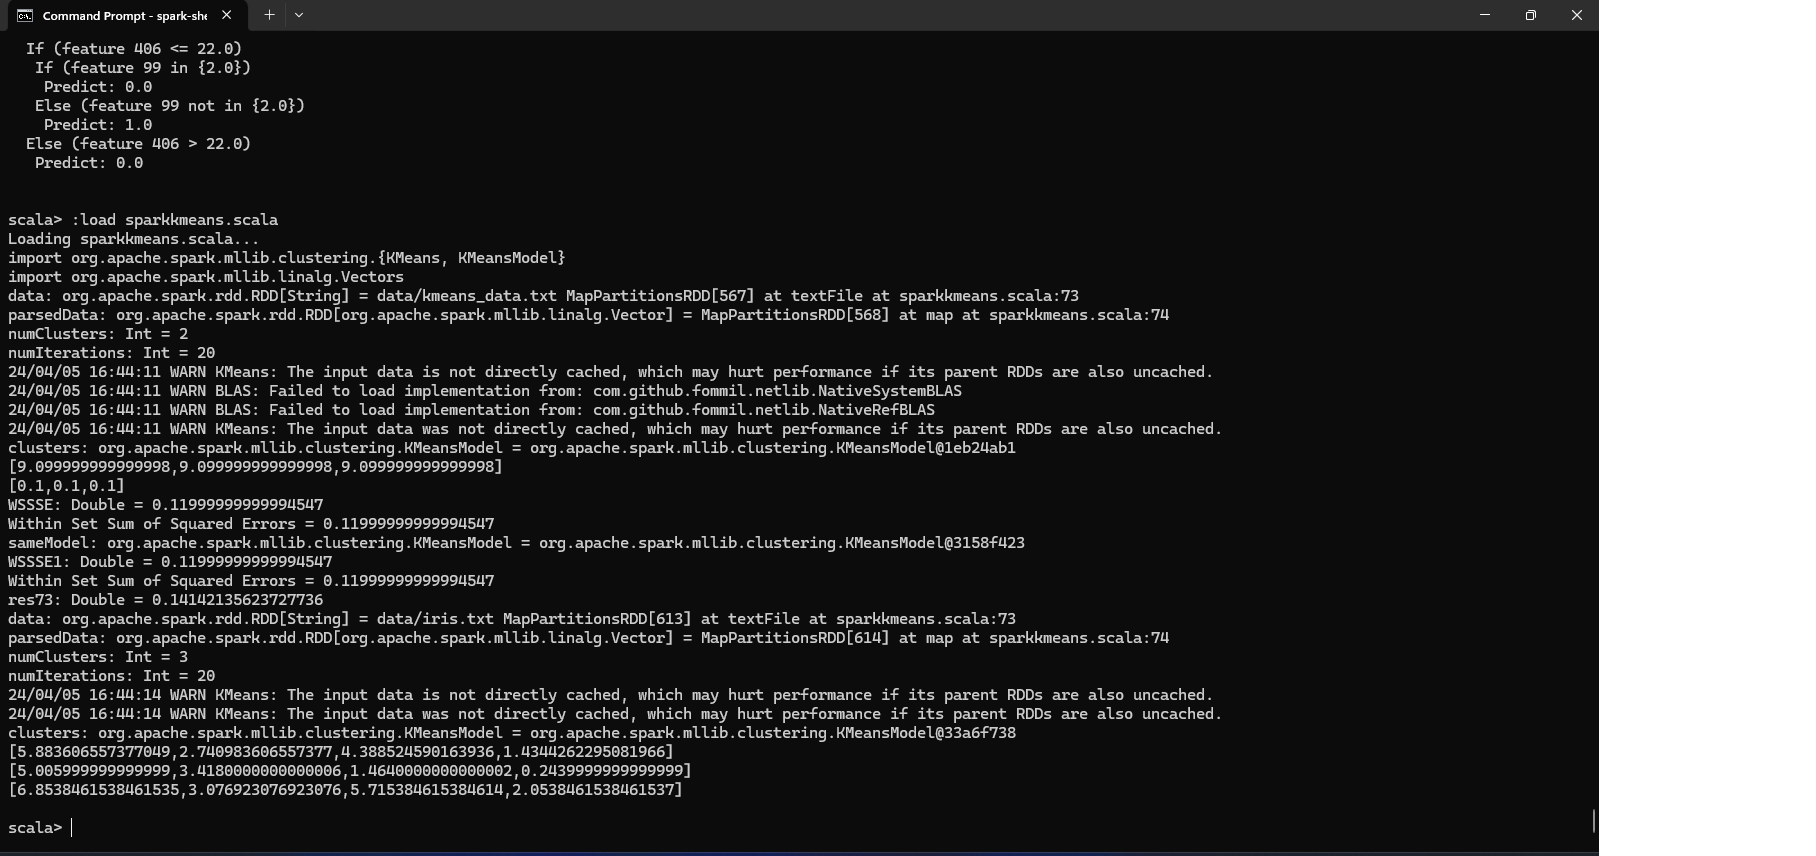 Command Prompt - spark-she
If (feature 406 <= 22.0)
If (feature 99 in {2.0})
Predict: 0.0
Else (feature 99 not in {2.0})
Predict: 1.0
Else (feature 406 > 22.0)
Predict: 0.0
scala> :load sparkkmeans.scala
Loading sparkkmeans.scala...
import org.apache.spark.mllib.clustering.{KMeans, KMeansModel}
import org.apache.spark.mllib.linalg.Vectors
data: org.apache.spark.rdd.RDD[String] = data/kmeans_data.txt MapPartitionsRDD[567] at textFile at sparkkmeans.scala:73
parsedData: org.apache.spark.rdd.RDD[org.apache.spark.mllib.linalg.Vector] = MapPartitionsRDD[568] at map at sparkkmeans.scala:74
numClusters: Int = 2
numIterations: Int = 20
24/04/05 16:44:11 WARN KMeans: The input data is not directly cached, which may hurt performance if its parent RDDs are also uncached.
24/04/05 16:44:11 WARN BLAS: Failed to load implementation from: com.github.fommil.netlib.NativeSystemBLAS
24/04/05 16:44:11 WARN BLAS: Failed to load implementation from: com.github.fommil.netlib.NativeRefBLAS
24/04/05 16:44:11 WARN KMeans: The input data was not directly cached, which may hurt performance if its parent RDDs are also uncached.
clusters: org.apache.spark.mllib.clustering.KMeansModel = org.apache.spark.mllib.clustering.KMeansModel@1eb24ab1
[9.099999999999998,9.099999999999998,9.099999999999998]
[0.1,0.1,0.1]
WSSSE: Double = 0.11999999999994547
Within Set Sum of Squared Errors = 0.11999999999994547
sameModel: org.apache.spark.mllib.clustering.KMeansModel = org.apache.spark.mllib.clustering.KMeansModel@3158f423
WSSSE1: Double = 0.11999999999994547
Within Set Sum of Squared Errors = 0.11999999999994547
res73: Double = 0.14142135623727736
data: org.apache.spark.rdd.RDD[String] = data/iris.txt MapPartitionsRDD[613] at textFile at sparkkmeans.scala:73
parsedData: org.apache.spark.rdd.RDD[org.apache.spark.mllib.linalg.Vector] = MapPartitionsRDD[614] at map at sparkkmeans.scala:74
numClusters: Int = 3
numIterations: Int = 20
24/04/05 16:44:14 WARN KMeans: The input data is not directly cached, which may hurt performance if its parent RDDs are also uncached.
24/04/05 16:44:14 WARN KMeans: The input data was not directly cached, which may hurt performance if its parent RDDs are also uncached.
clusters: org.apache.spark.mllib.clustering.KMeansModel = org.apache.spark.mllib.clustering.KMeansModel@33a6f738
[5.883606557377049,2.740983606557377,4.388524590163936,1.4344262295081966]
[5.005999999999999,3.4180000000000006,1.4640000000000002,0.2439999999999999]
[6.8538461538461535,3.076923076923076,5.715384615384614,2.0538461538461537]
scala>